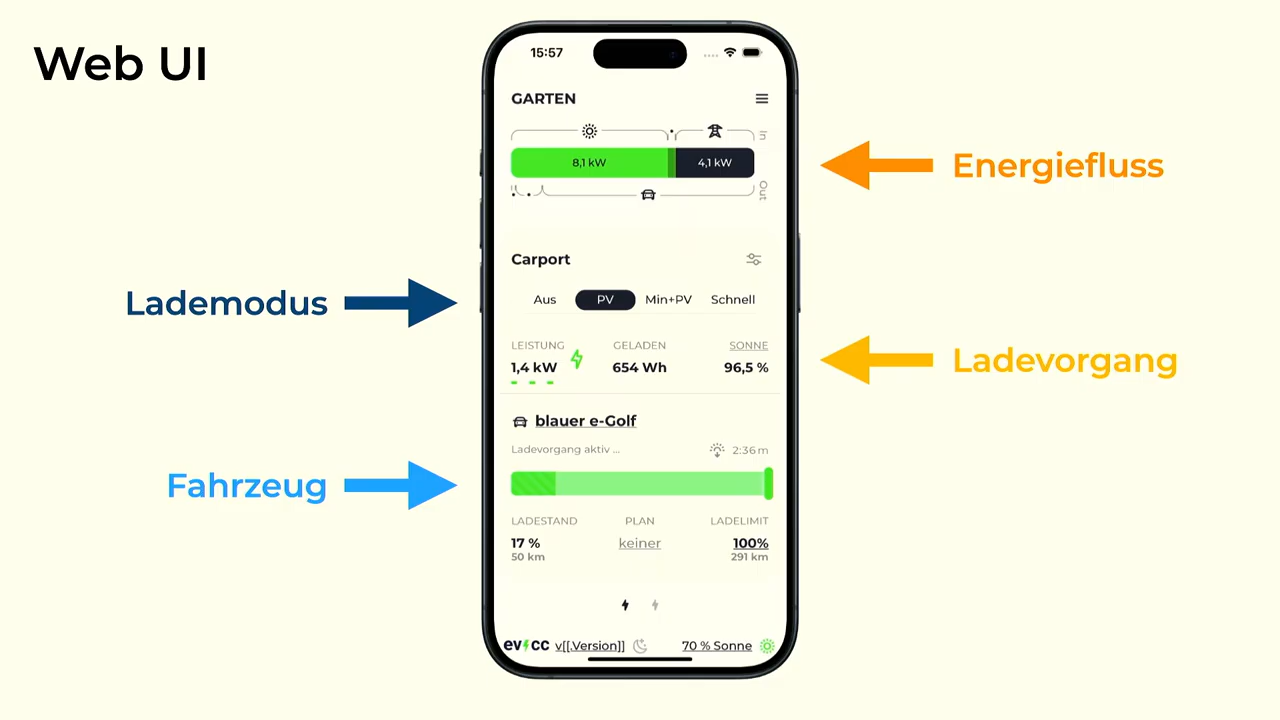 Web UI
15:57
GARTEN
In
8,1 kW
4,1 kW
Energiefluss
Out
Carport
Lademodus
Aus
PV
Min+PV
Schnell
LEISTUNG
GELADEN
SONNE
1,4 kW
654 Wh
96,5 %
Ladevorgang
blauer e-Golf
Ladevorgang aktiv ...
2:36 m
Fahrzeug
LADESTAND
PLAN
LADELIMIT
17 %
keiner
100%
50 km
291 km
evcc
v[[.Version]]
70 % Sonne